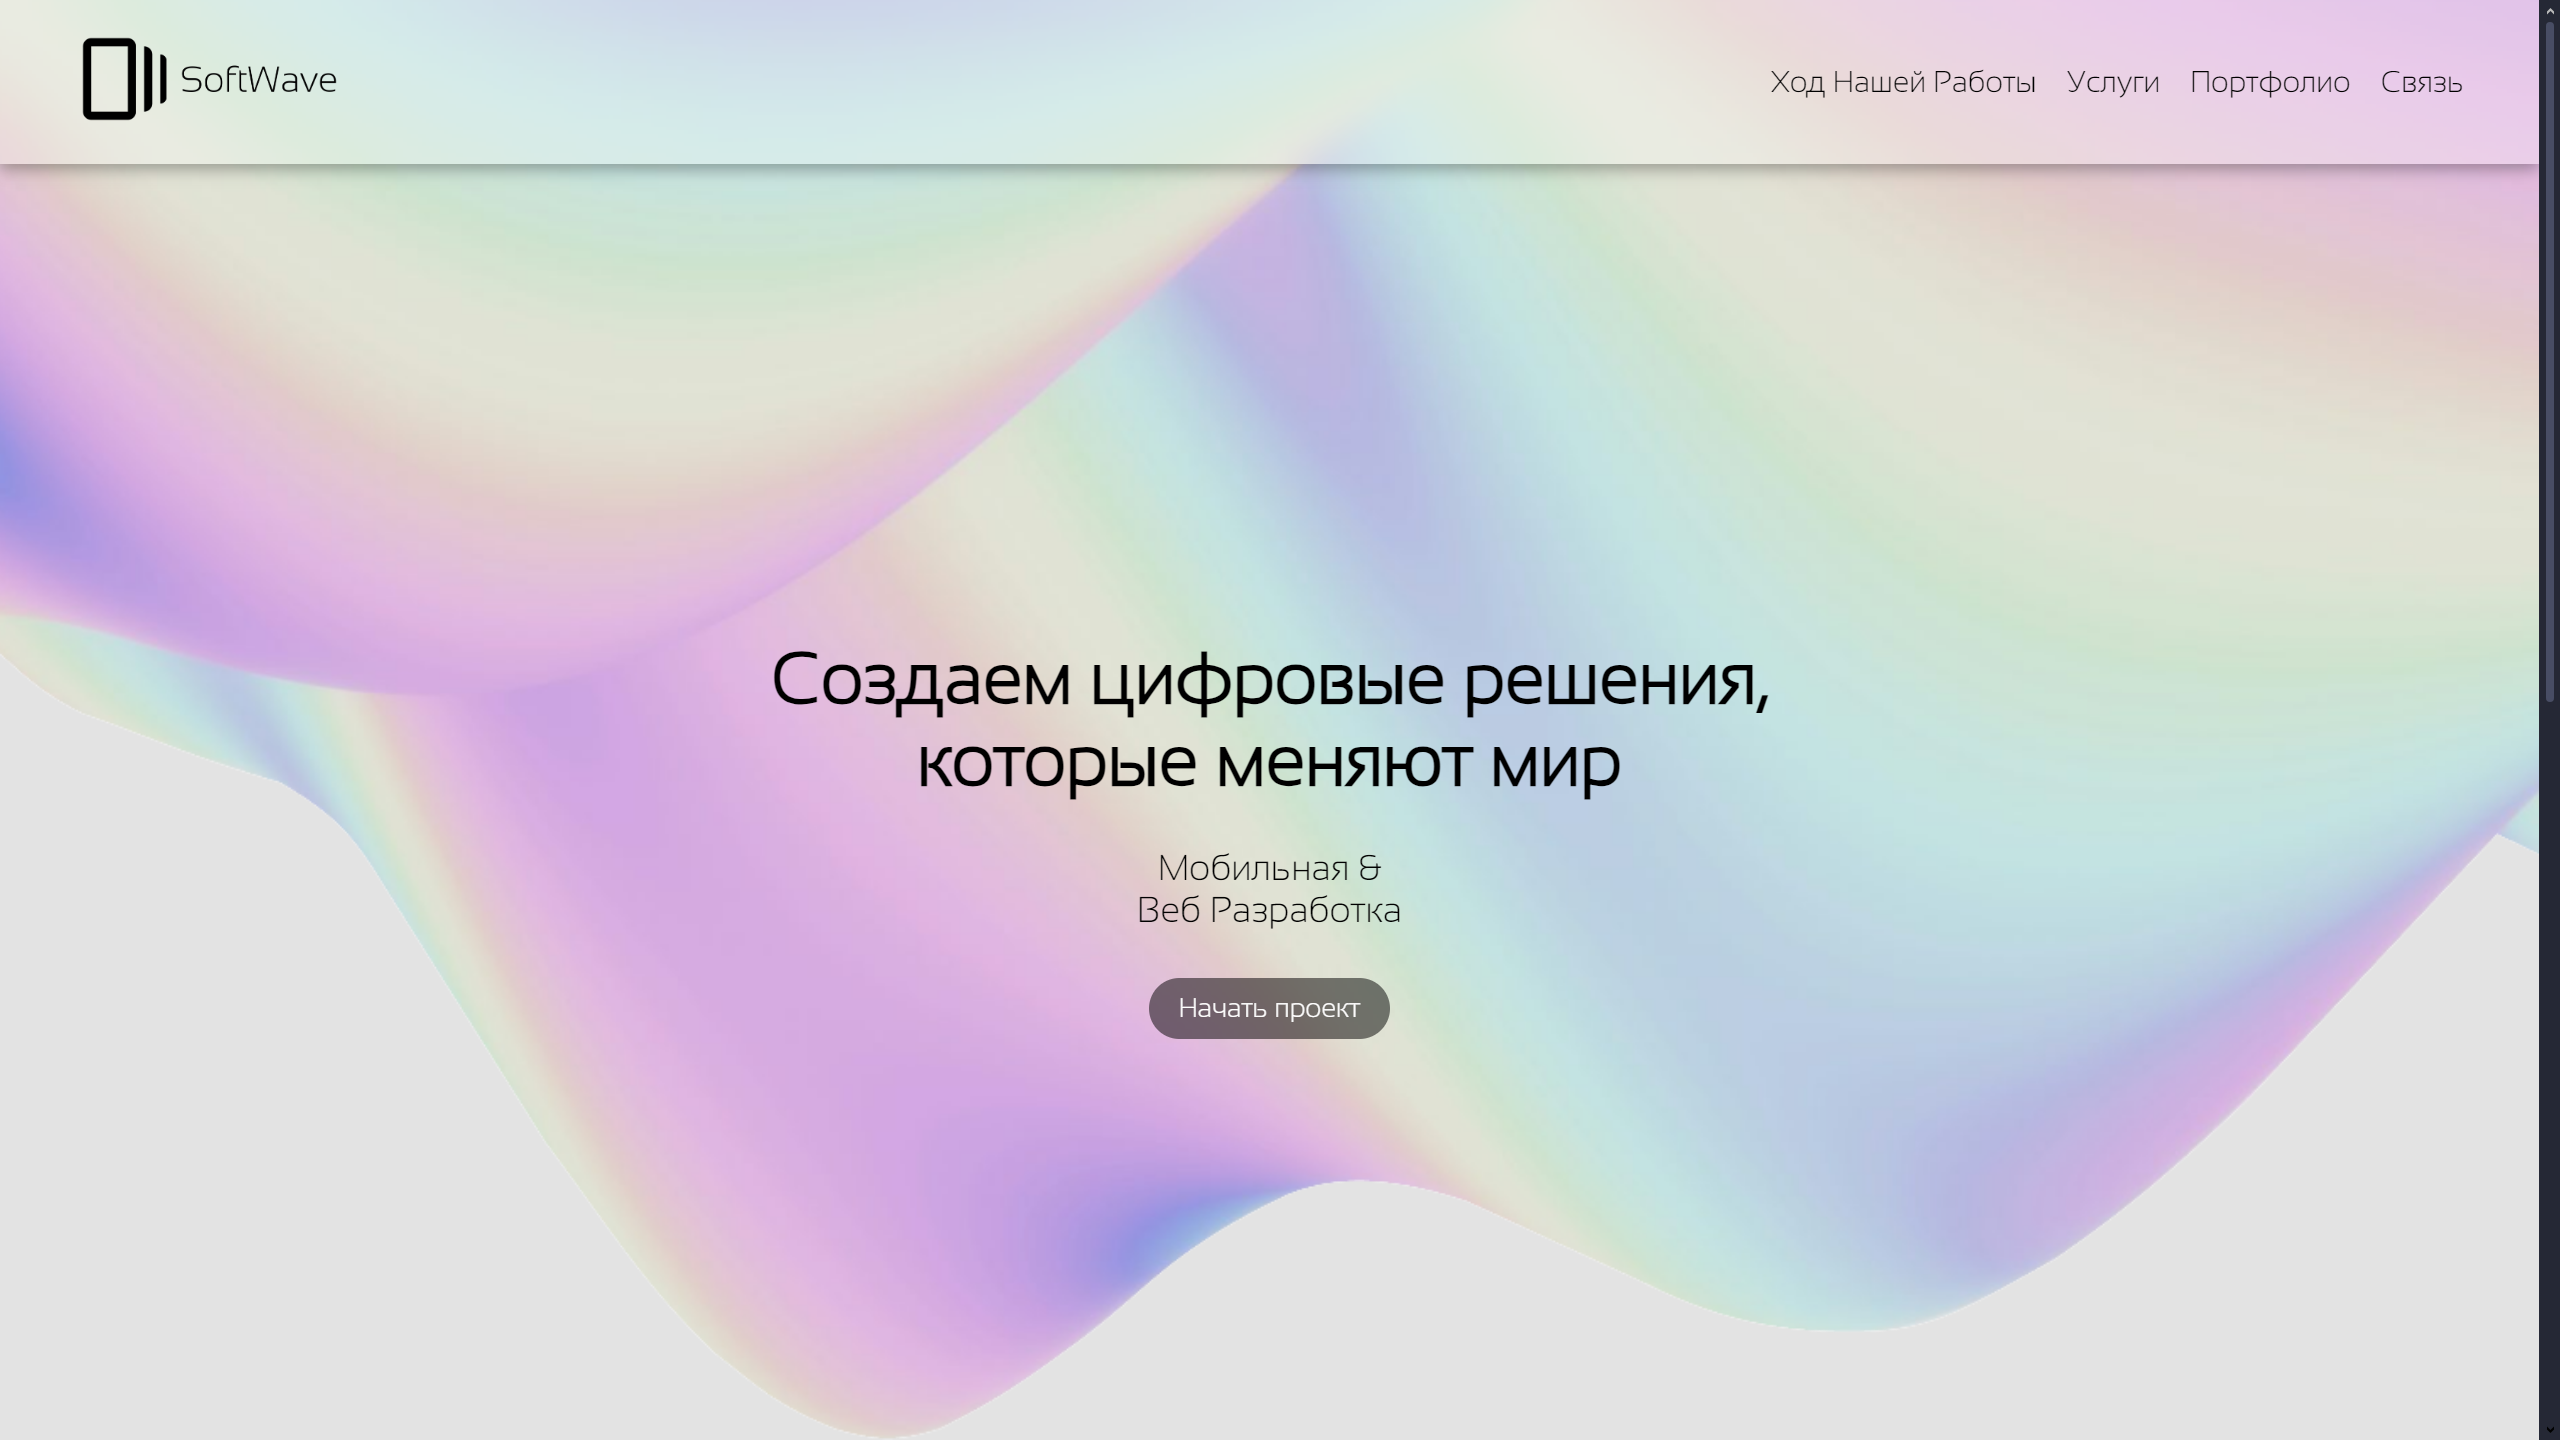 SoftWave
Ход Нашей Работы
Услуги
Портфолио
Связь
Создаем цифровые решения,
которые меняют мир
Мобильная &
Веб Разработка
Начать проект